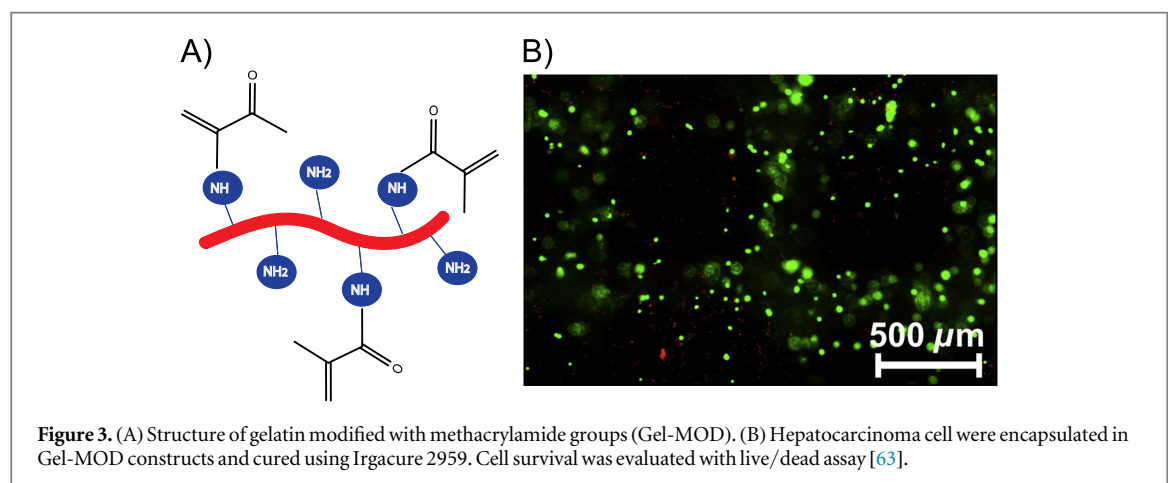 A)
B)
O
O
NH
NH2
NH
NH2
NH2
NH
O
500 µm
Figure 3. (A) Structure of gelatin modified with methacrylamide groups (Gel-MOD). (B) Hepatocarcinoma cell were encapsulated in
Gel-MOD constructs and cured using Irgacure 2959. Cell survival was evaluated with live/dead assay [63].